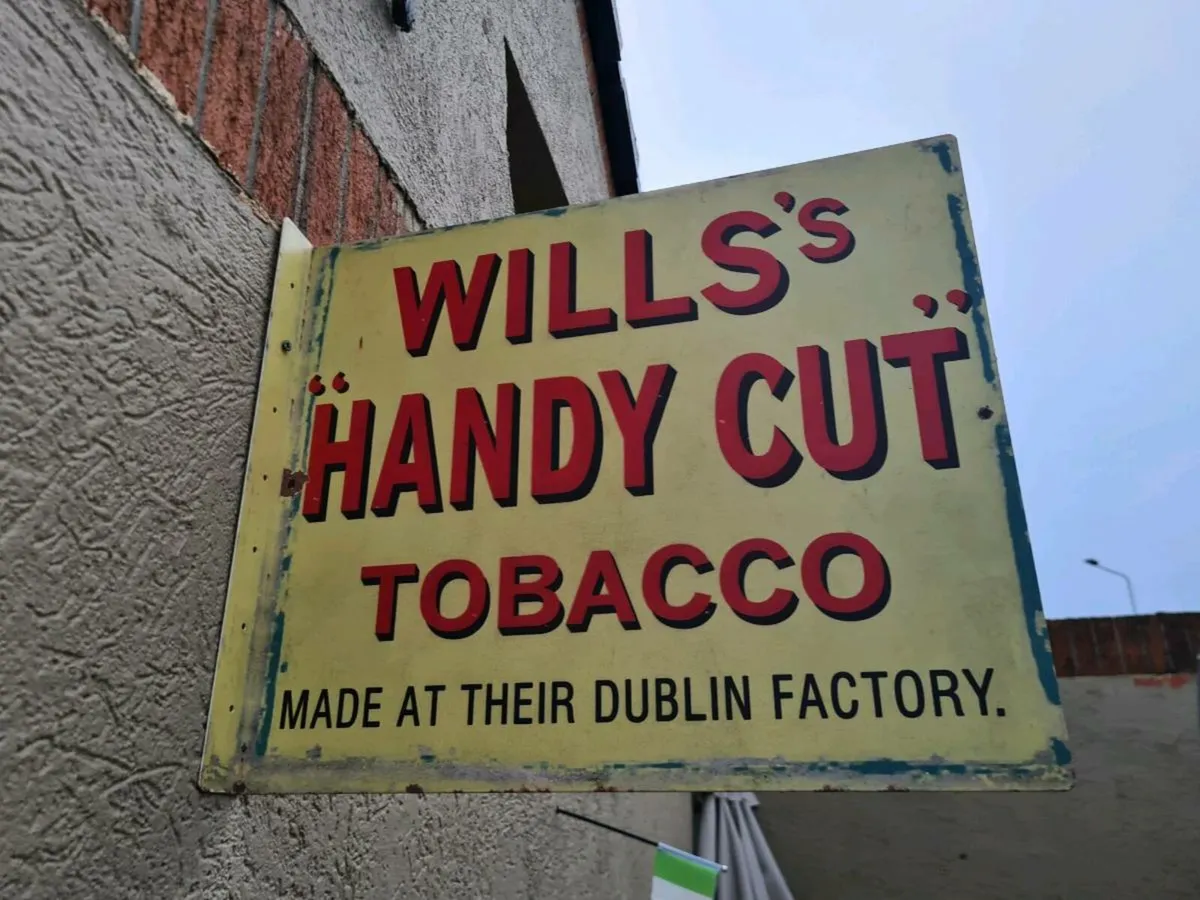 WILLS's
“HANDY CUT”
TOBACCO
MADE AT THEIR DUBLIN FACTORY.